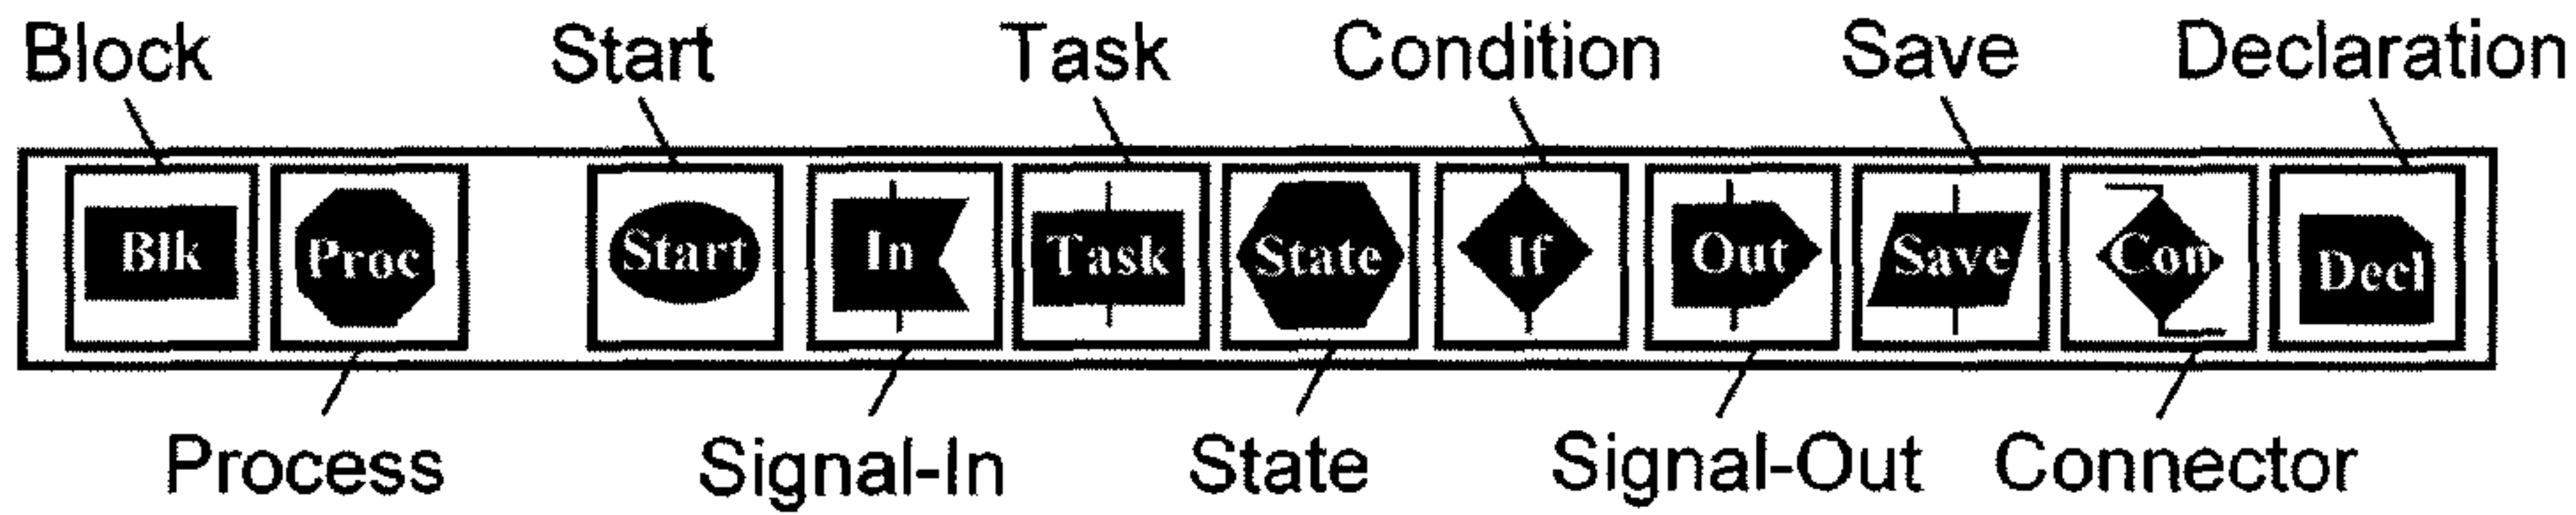 Block Start Task Condition Save Declaration
Blk Proc Start In Task State If Out Save Con Decl
Process Signal-In State Signal-Out Connector